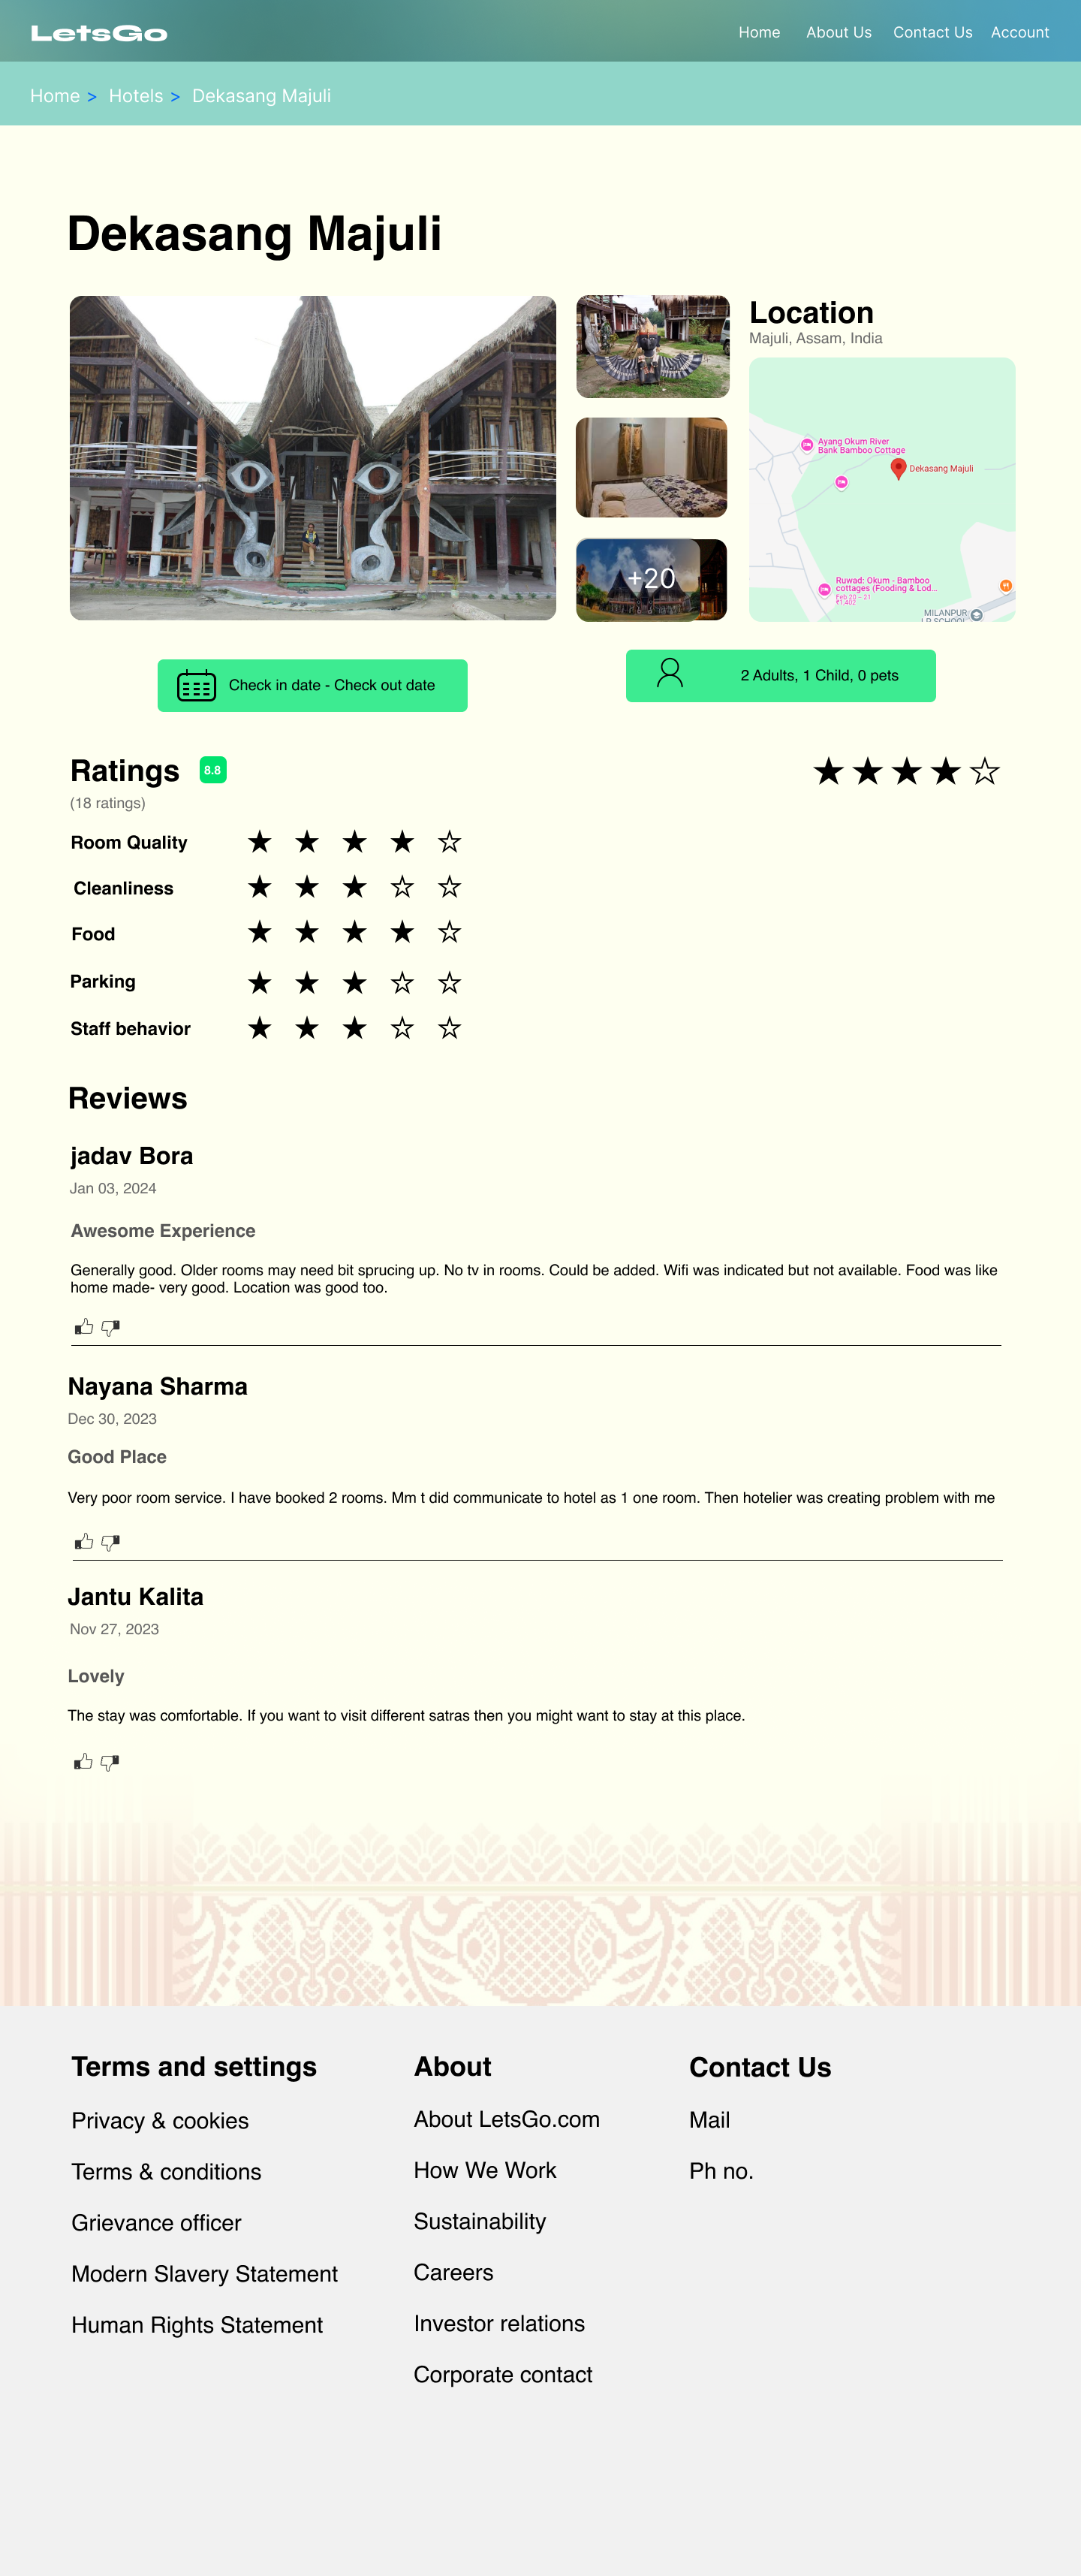 LetsGo
Home About Us Contact Us Account
Home > Hotels > Dekasang Majuli
Dekasang Majuli
Location
Majuli, Assam, India
Ayang Okum River
Bank Bamboo Cottage
Dekasang Majuli
Ruwad: Okum - Bamboo
cottages (Fooding & Lod...
Feb 20 – 21
₹1,402
MILANPUR
L.P. SCHOOL
+20
Check in date - Check out date
2 Adults, 1 Child, 0 pets
Ratings 8.8
(18 ratings)
Room Quality
Cleanliness
Food
Parking
Staff behavior
Reviews
jadav Bora
Jan 03, 2024
Awesome Experience
Generally good. Older rooms may need bit sprucing up. No tv in rooms. Could be added. Wifi was indicated but not available. Food was like
home made- very good. Location was good too.
Nayana Sharma
Dec 30, 2023
Good Place
Very poor room service. I have booked 2 rooms. Mm t did communicate to hotel as 1 one room. Then hotelier was creating problem with me
Jantu Kalita
Nov 27, 2023
Lovely
The stay was comfortable. If you want to visit different satras then you might want to stay at this place.
Terms and settings
Privacy & cookies
Terms & conditions
Grievance officer
Modern Slavery Statement
Human Rights Statement
About
About LetsGo.com
How We Work
Sustainability
Careers
Investor relations
Corporate contact
Contact Us
Mail
Ph no.